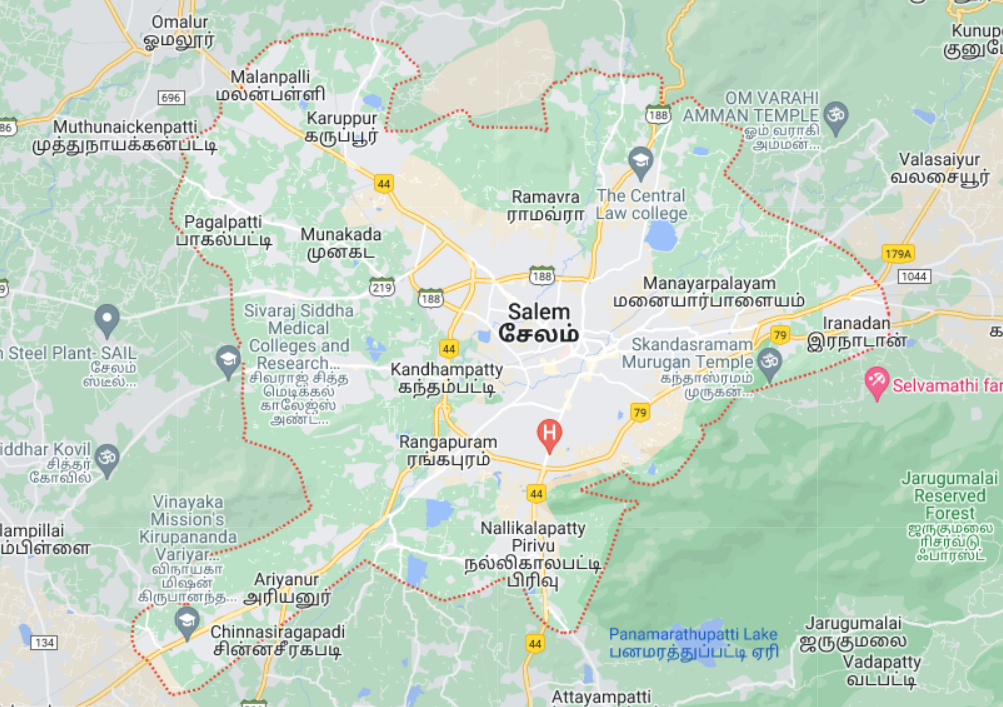 Omalur
ஓமலூர்
Malanpalli
மலன்பள்ளி
696
Karuppur
கருப்பூர்
Muthunaickenpatti
முத்துநாயக்கன்பட்டி
86
44
188
OM VARAHI
AMMAN TEMPLE
ஓம் வராகி
அம்மன்...
Valasaiyur
வலசையூர்
The Central
Law college
Ramavra
ராமவ்ரா
Pagalpatti
பாகல்பட்டி
Munakada
முனகட
179A
1044
219
188
188
Manayarpalayam
மனையார்பாளையம்
Salem
சேலம்
Sivaraj Siddha
Medical
Colleges and
Research...
சிவராஜ் சித்த
மெடிக்கல்
காலேஜ்ஸ்
அண்ட்...
Steel Plant- SAIL
சேலம்
ஸ்டீல்...
79
Iranadan
இரநாடான்
44
Skandasramam
Murugan Temple
கந்தாஸ்ரமம்
முருகன்...
Kandhampatty
கந்தம்பட்டி
Selvamathi
79
H
Rangapuram
ரங்கபுரம்
Kovil
சித்தர்
கோவில்
44
Jarugumalai
Reserved
Forest
ஜருகுமலை
ரிசர்வ்டு
ஃபாரஸ்ட்
Vinayaka
Mission's
Kirupananda
Variyar...
விநாயகா
மிஷன்
கிருபானந்த...
Nallikalapatty
Pirivu
நல்லிகாலபட்டி
பிரிவு
Ariyanur
அரியனுர்
134
Chinnasiragapadi
சின்னசீரகபடி
44
Panamarathupatti Lake
பனமரத்துப்பட்டி ஏரி
Jarugumalai
ஜருகுமலை
Vadapatty
வடபட்டி
Attayampatti